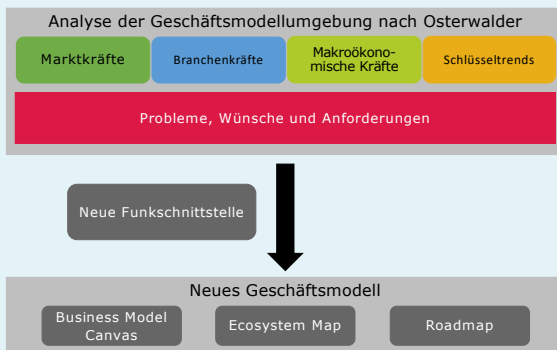 Analyse der Geschäftsmodellumgebung nach Osterwalder
Marktkräfte
Branchenkräfte
Makroökono-
mische Kräfte
Schlüsseltrends
Probleme, Wünsche und Anforderungen
Neue Funkschnittstelle
Neues Geschäftsmodell
Business Model
Canvas
Ecosystem Map
Roadmap